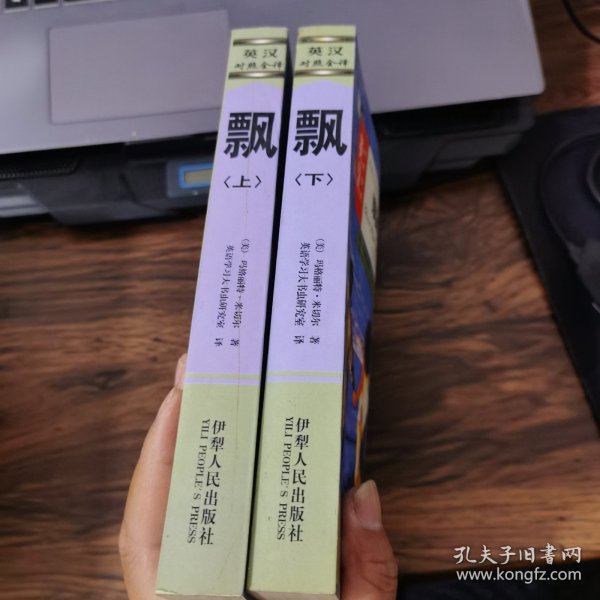 英汉
对照全译
飘
〈上〉
〔美〕玛格丽特·米切尔 著
英语学习大书虫研究室 译
伊犁人民出版社
YILI PEOPLE'S PRESS
英汉
对照全译
飘
〈下〉
〔美〕玛格丽特·米切尔 著
英语学习大书虫研究室 译
伊犁人民出版社
YILI PEOPLE'S PRESS
孔夫子旧书网
www.kongfz.com